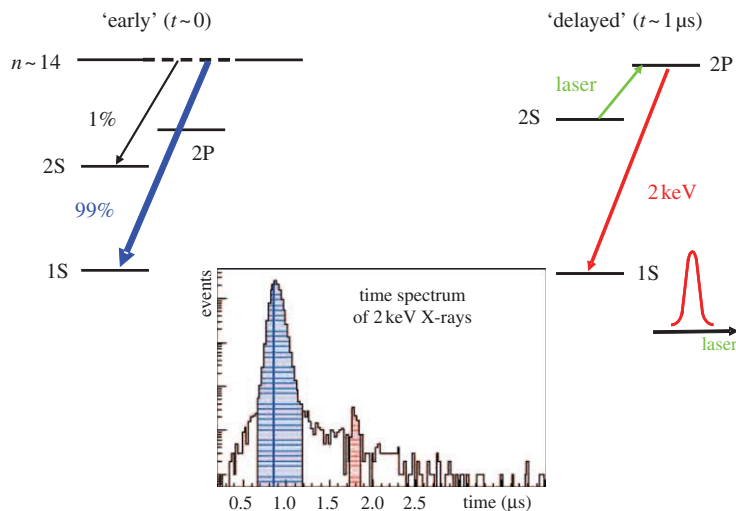 ‘early’ (t ~ 0)
n ~ 14
1%
2P
2S
99%
1S
‘delayed’ (t ~ 1 μs)
2P
laser
2S
2 keV
1S
laser
events
time spectrum
of 2 keV X-rays
0.5 1.0 1.5 2.0 2.5 time (μs)